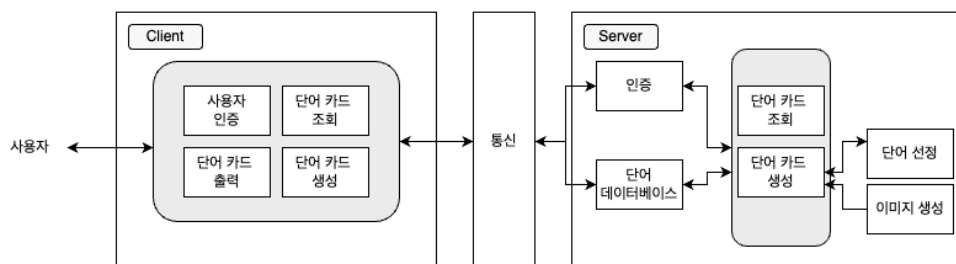 Client
Server
사용자
사용자
인증
단어 카드
조회
단어 카드
출력
단어 카드
생성
통신
인증
단어
데이터베이스
단어 카드
조회
단어 카드
생성
단어 선정
이미지 생성